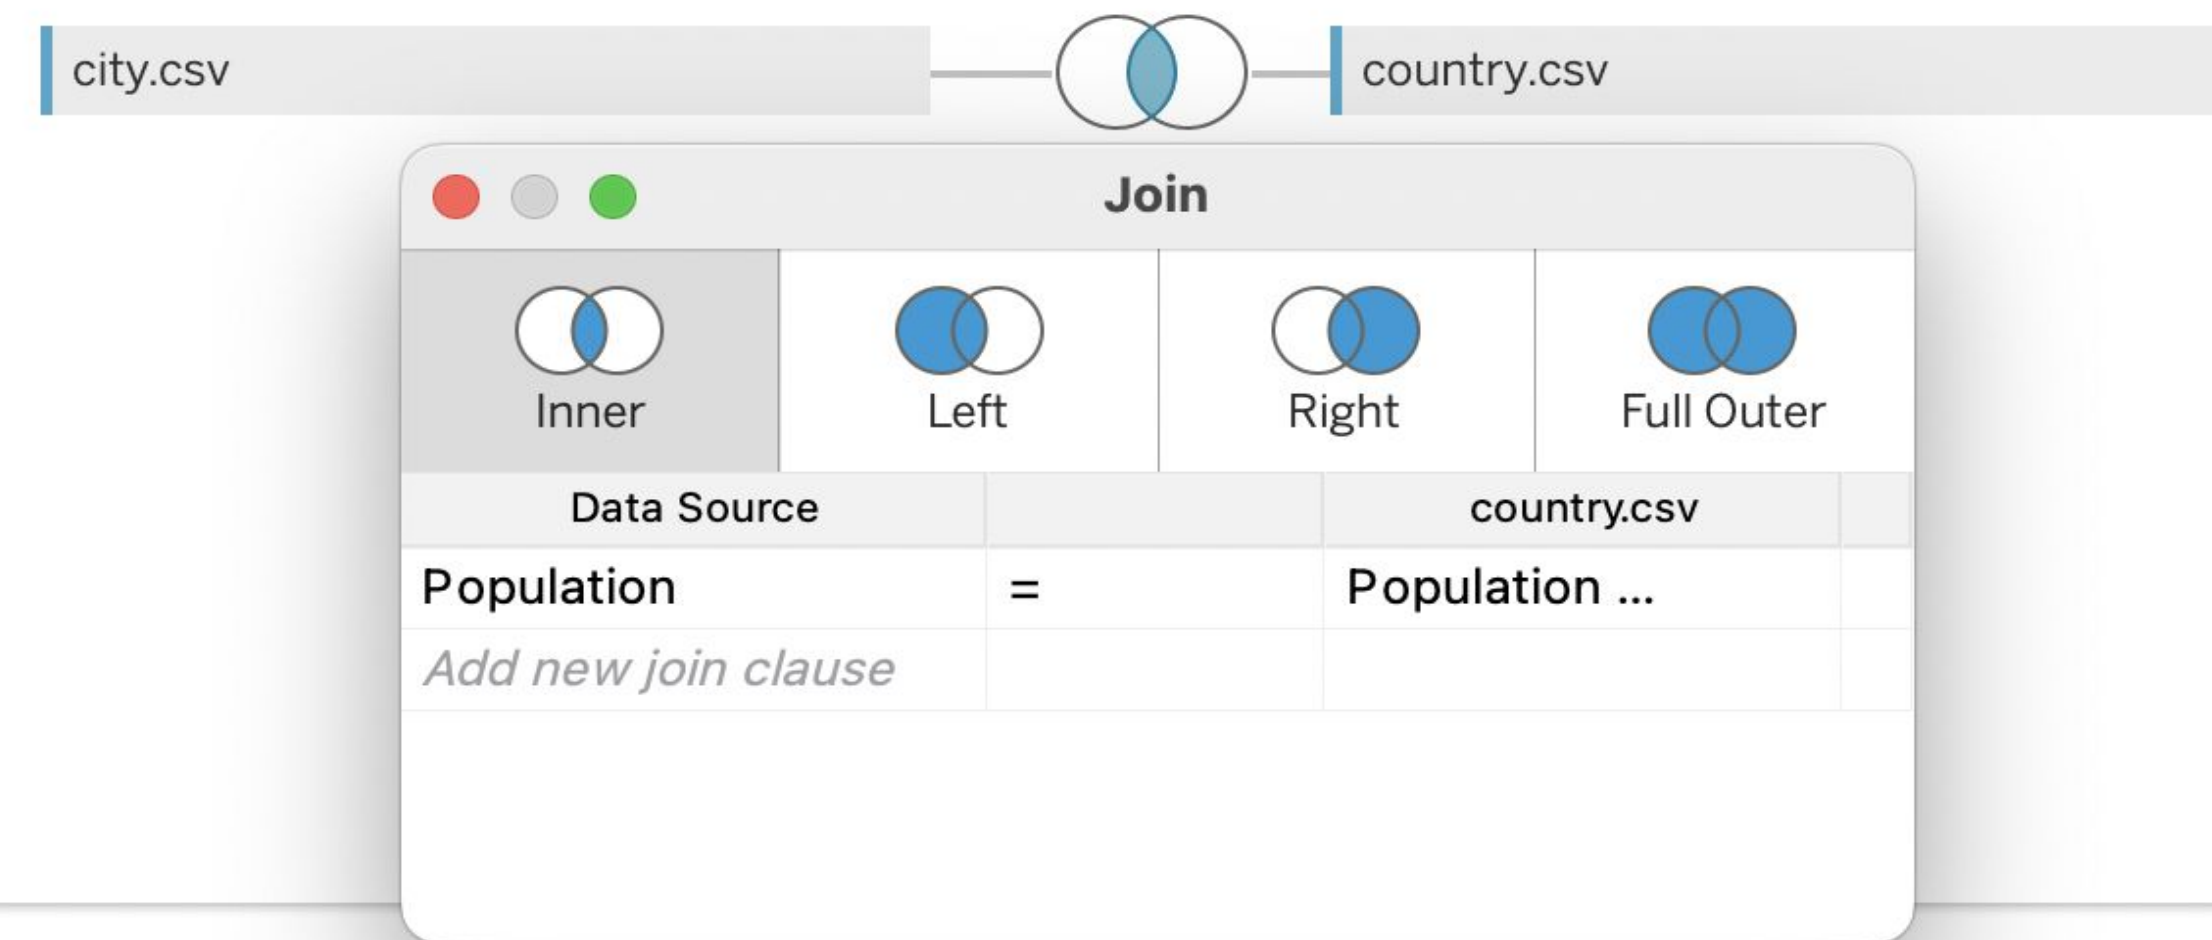 city.csv
country.csv
Join
Inner
Left
Right
Full Outer
Data Source
country.csv
Population
=
Population ...
Add new join clause